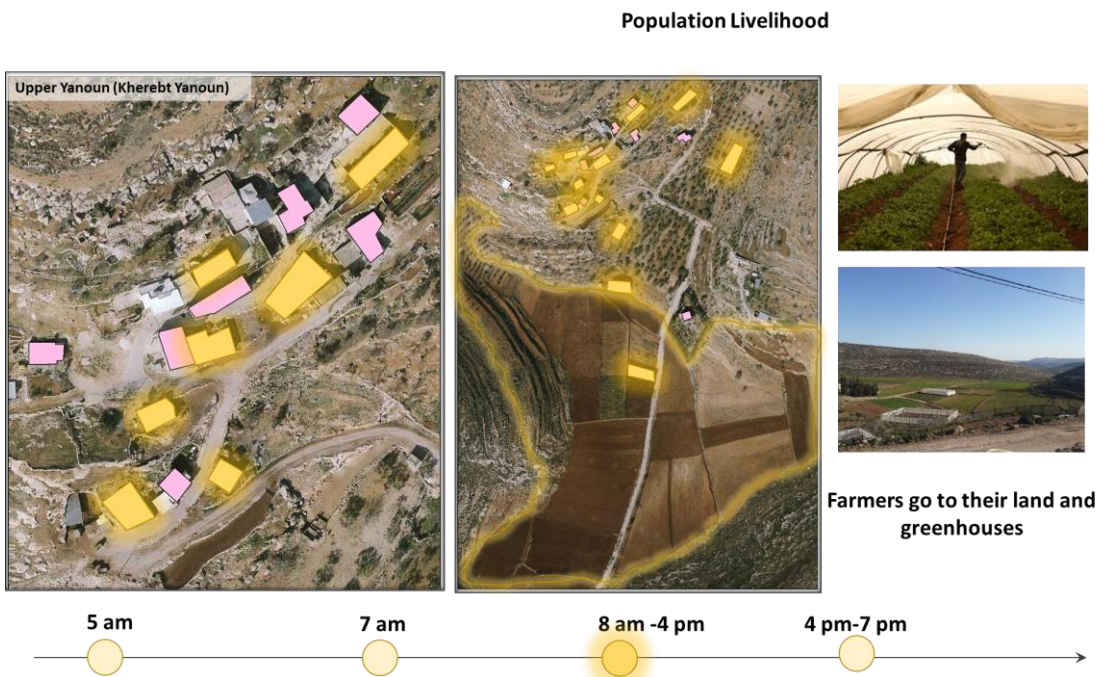 Population Livelihood
Upper Yanoun (Kherebt Yanoun)
Farmers go to their land and
greenhouses
5 am
7 am
8 am -4 pm
4 pm-7 pm